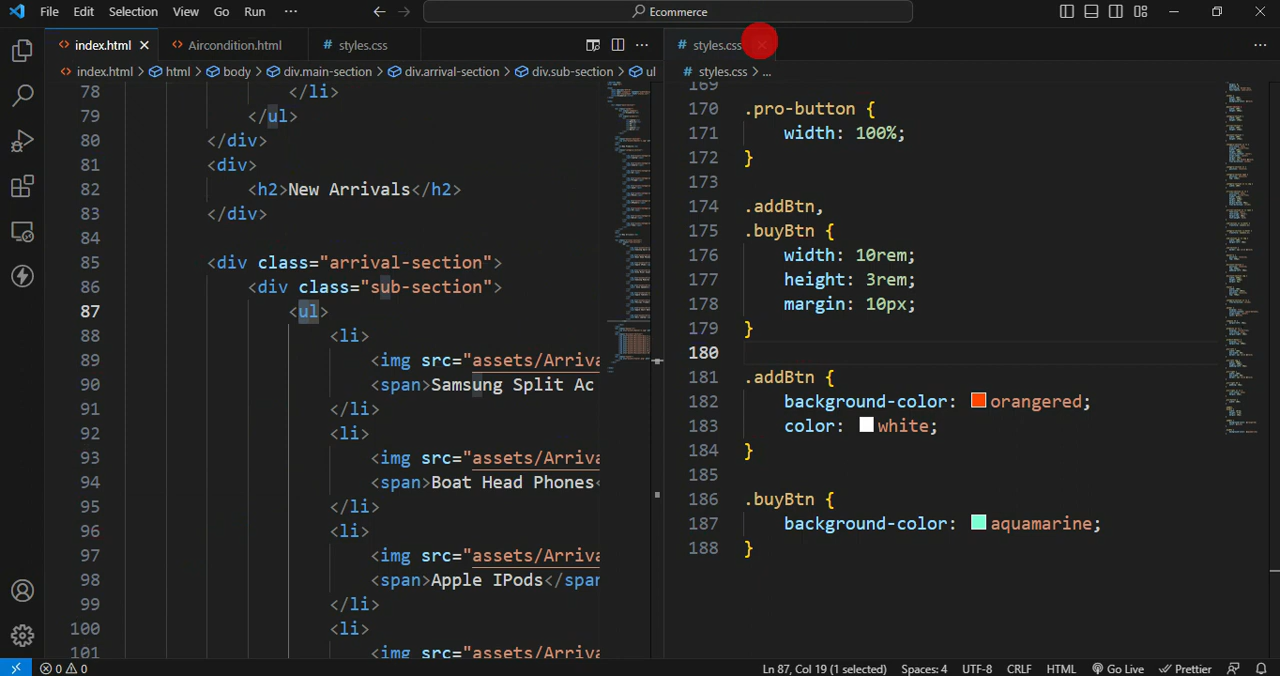 File Edit Selection View Go Run ··· Ecommerce
index.html Aircondition.html styles.css
index.html > html > body > div.main-section > div.arrival-section > div.sub-section > ul
78 </li>
79 </ul>
80 </div>
81 <div>
82 <h2>New Arrivals</h2>
83 </div>
84
85 <div class="arrival-section">
86 <div class="sub-section">
87 <ul>
88 <li>
89 <img src="assets/Arriva
90 <span>Samsung Split Ac
91 </li>
92 <li>
93 <img src="assets/Arriva
94 <span>Boat Head Phones<
95 </li>
96 <li>
97 <img src="assets/Arriva
98 <span>Apple IPods</span
99 </li>
100 <li>
101 <img src="assets/Arriva
styles.css
styles.css > ...
169
170 .pro-button {
171 width: 100%;
172 }
173
174 .addBtn,
175 .buyBtn {
176 width: 10rem;
177 height: 3rem;
178 margin: 10px;
179 }
180
181 .addBtn {
182 background-color: orangered;
183 color: white;
184 }
185
186 .buyBtn {
187 background-color: aquamarine;
188 }
0 0 Ln 87, Col 19 (1 selected) Spaces: 4 UTF-8 CRLF HTML Go Live Prettier